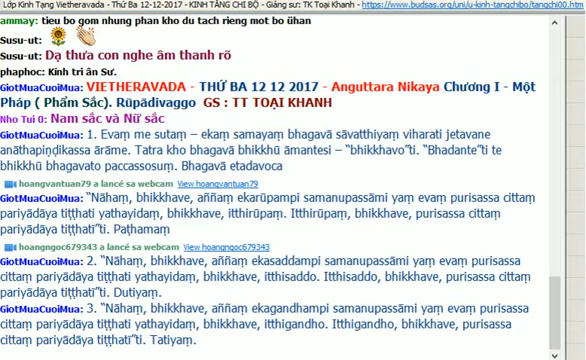 Lớp Kinh Tạng Vietheravada - Thứ Ba 12-12-2017 - KINH TĂNG CHI BỘ - Giảng sư: TK Toại Khanh - https://www.budsas.org/uni/u-kinh-tangchibo/tangchi00.htm
ammay: tieu bo gom nhung phan kho du tach rieng mot bo ühan
Susu-ut:
Susu-ut: Dạ thưa con nghe âm thanh rõ
phaphoc: Kính tri ân Sư.
GiotMuaCuoiMua: VIETHERAVADA - THỨ BA 12 12 2017 - Anguttara Nikaya Chương I - Một
Pháp ( Phẩm Sắc). Rūpādivaggo GS : TT TOẠI KHANH
Nho Tui 0: Nam sắc và Nữ sắc
GiotMuaCuoiMua: 1. Evaṃ me sutaṃ – ekaṃ samayaṃ bhagavā sāvatthiyaṃ viharati jetavane
anāthapiṇḍikassa ārāme. Tatra kho bhagavā bhikkhū āmantesi – “bhikkhavo”ti. “Bhadante”ti te
bhikkhū bhagavato paccassosuṃ. Bhagavā etadavoca
hoangvantuan79 a lancé sa webcam View hoangvantuan79
GiotMuaCuoiMua: “Nāhaṃ, bhikkhave, aññaṃ ekarūpampi samanupassāmi yaṃ evaṃ purisassa cittaṃ
pariyādāya tiṭṭhati yathayidaṃ, bhikkhave, itthirūpaṃ. Itthirūpaṃ, bhikkhave, purisassa cittaṃ
pariyādāya tiṭṭhatī”ti. Paṭhamaṃ
hoangngoc679343 a lancé sa webcam View hoangngoc679343
GiotMuaCuoiMua: 2. “Nāhaṃ, bhikkhave, aññaṃ ekasaddampi samanupassāmi yaṃ evaṃ purisassa
cittaṃ pariyādāya tiṭṭhati yathayidaṃ, bhikkhave, itthisaddo. Itthisaddo, bhikkhave, purisassa cittaṃ
pariyādāya tiṭṭhatī”ti. Dutiyaṃ.
GiotMuaCuoiMua: 3. “Nāhaṃ, bhikkhave, aññaṃ ekagandhampi samanupassāmi yaṃ evaṃ purisassa
cittaṃ pariyādāya tiṭṭhati yathayidaṃ, bhikkhave, itthigandho. Itthigandho, bhikkhave, purisassa
cittaṃ pariyādāya tiṭṭhatī”ti. Tatiyaṃ.